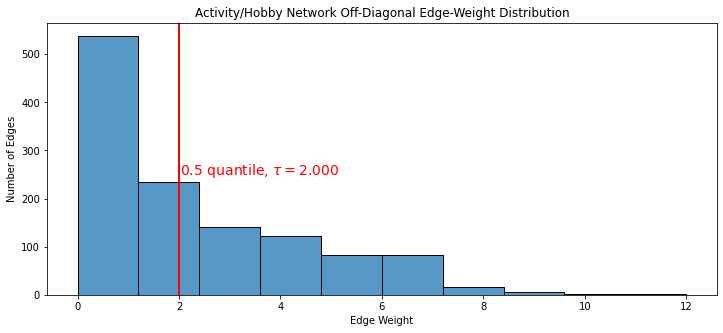 Activity/Hobby Network Off-Diagonal Edge-Weight Distribution
Number of Edges
500
400
300
200
100
0
0.5 quantile, τ = 2.000
0 2 4 6 8 10 12
Edge Weight